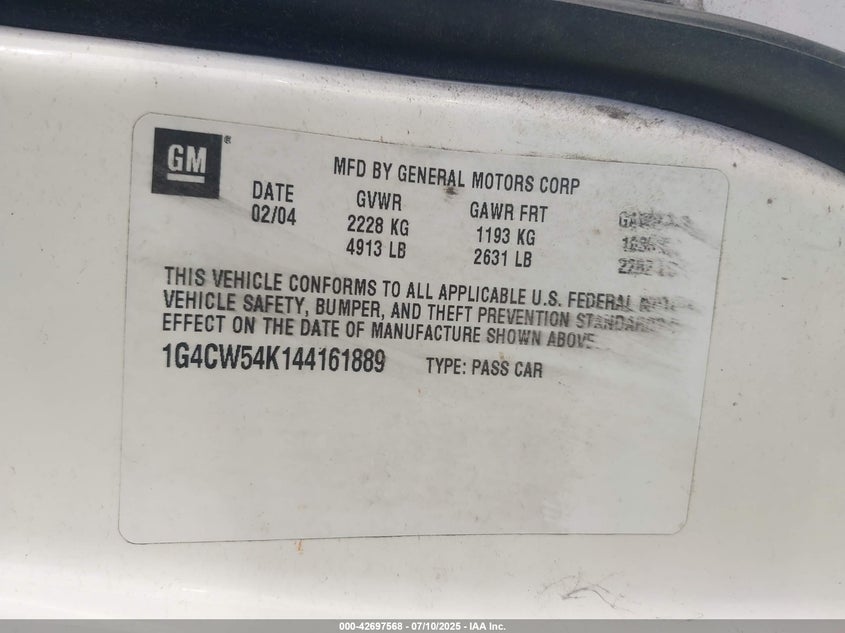 GM ®
MFD BY GENERAL MOTORS CORP
DATE GVWR GAWR FRT
02/04 2228 KG 1193 KG
4913 LB 2631 LB
THIS VEHICLE CONFORMS TO ALL APPLICABLE U.S. FEDERAL
VEHICLE SAFETY, BUMPER, AND THEFT PREVENTION STANDARDS
EFFECT ON THE DATE OF MANUFACTURE SHOWN ABOVE.
1G4CW54K144161889 TYPE: PASS CAR
000-42697568 - 07/10/2025 - IAA Inc.